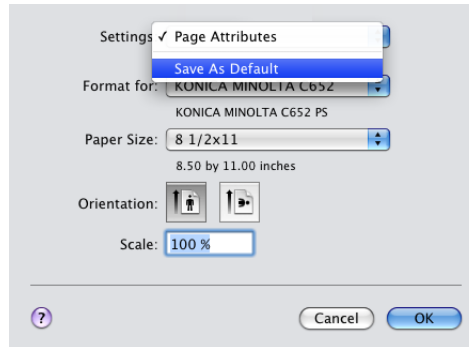 Settings ✓ Page Attributes
Save As Default
Format for: KONICA MINOLTA C652
KONICA MINOLTA C652 PS
Paper Size: 8 1/2x11
8.50 by 11.00 inches
Orientation:
Scale: 100 %
? Cancel OK